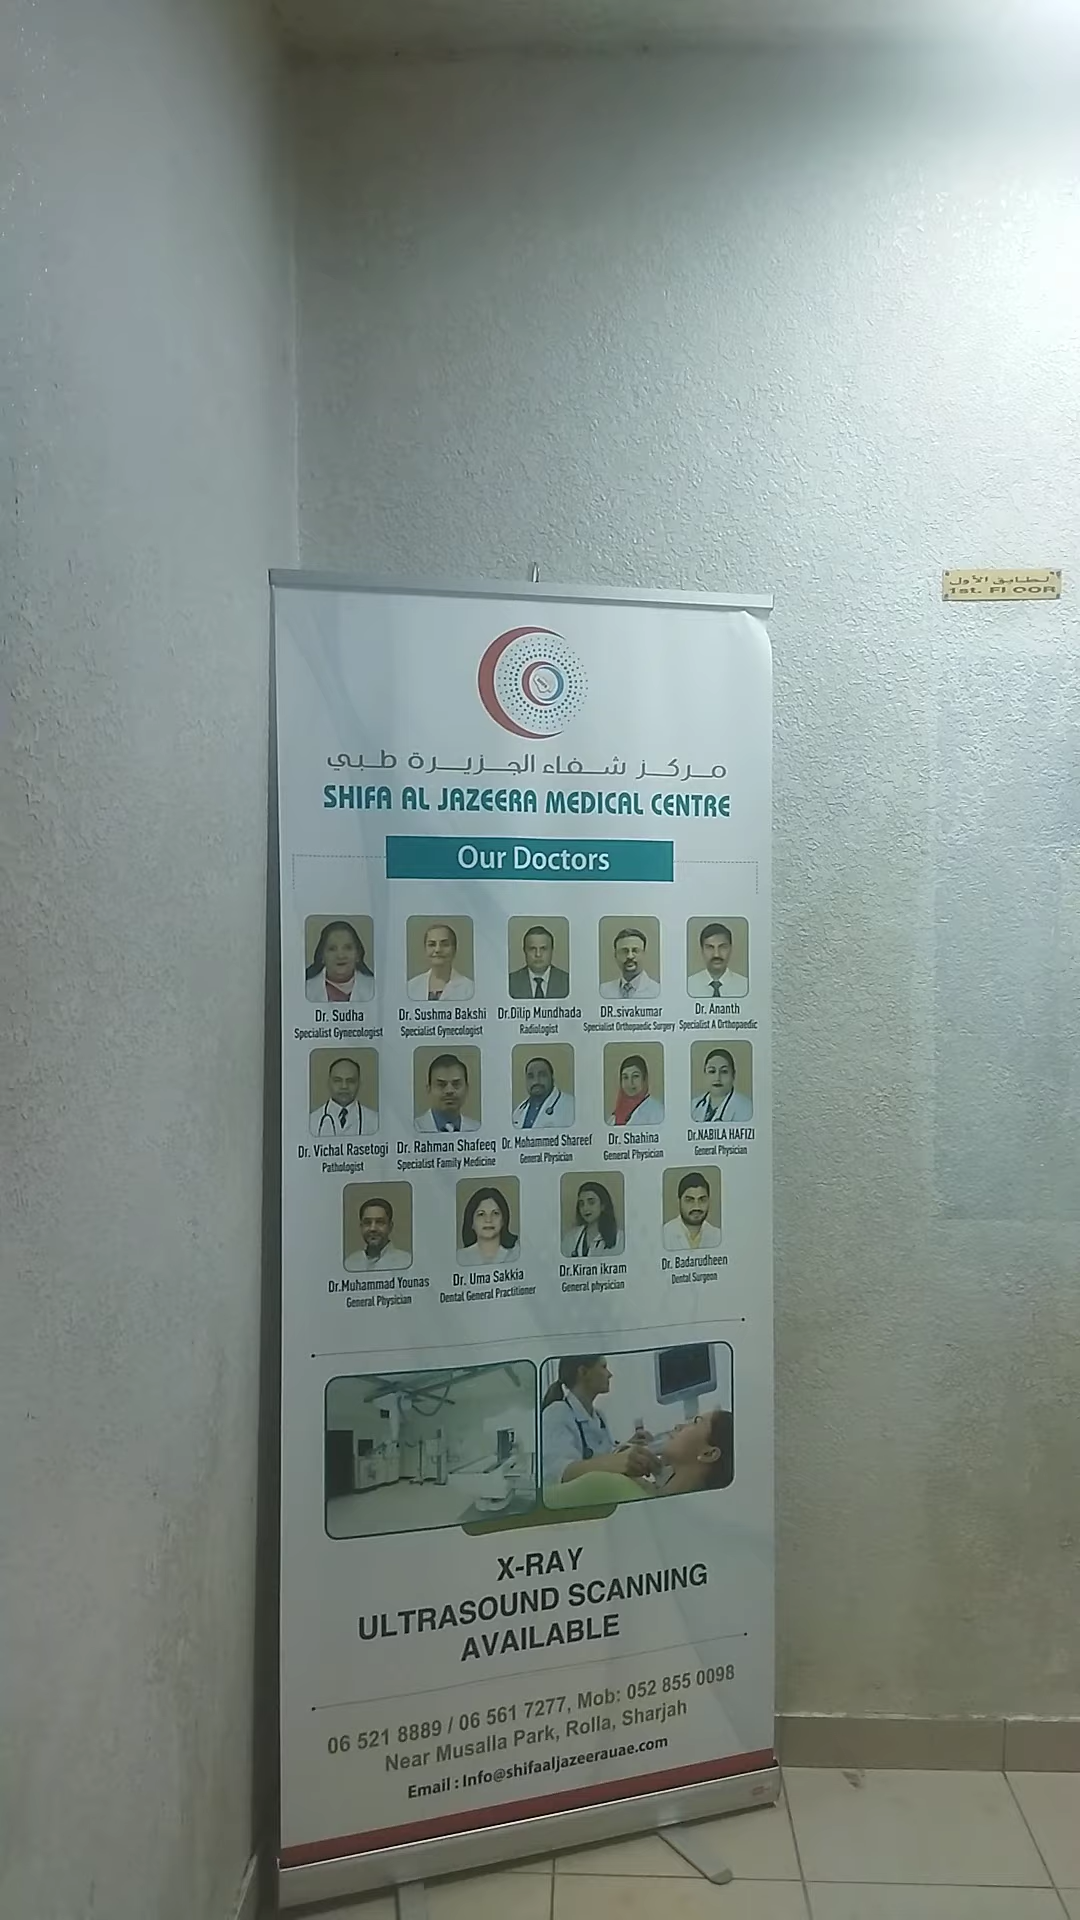 لطابق الأول
1st. Fl OOR
مركز شفاء الجزيرة طبي
SHIFA AL JAZEERA MEDICAL CENTRE
Our Doctors
Dr. Sudha
Specialist Gynecologist
Dr. Sushma Bakshi
Specialist Gynecologist
Dr.Dilip Mundhada
Radiologist
DR.sivakumar
Specialist Orthopaedic Surgery
Dr. Ananth
Specialist A Orthopaedic
Dr. Vichal Rasetogi
Pathologist
Dr. Rahman Shafeeq
Specialist Family Medicine
Dr. Mohammed Shareef
General Physician
Dr. Shahina
General Physician
Dr.NABILA HAFIZI
General Physician
Dr.Muhammad Younas
General Physician
Dr. Uma Sakkia
Dental General Practitioner
Dr.Kiran ikram
General physician
Dr. Badarudheen
Dental Surgeon
X-RAY
ULTRASOUND SCANNING
AVAILABLE
06 521 8889 / 06 561 7277, Mob: 052 855 0098
Near Musalla Park, Rolla, Sharjah
Email : Info@shifaaljazeerauae.com